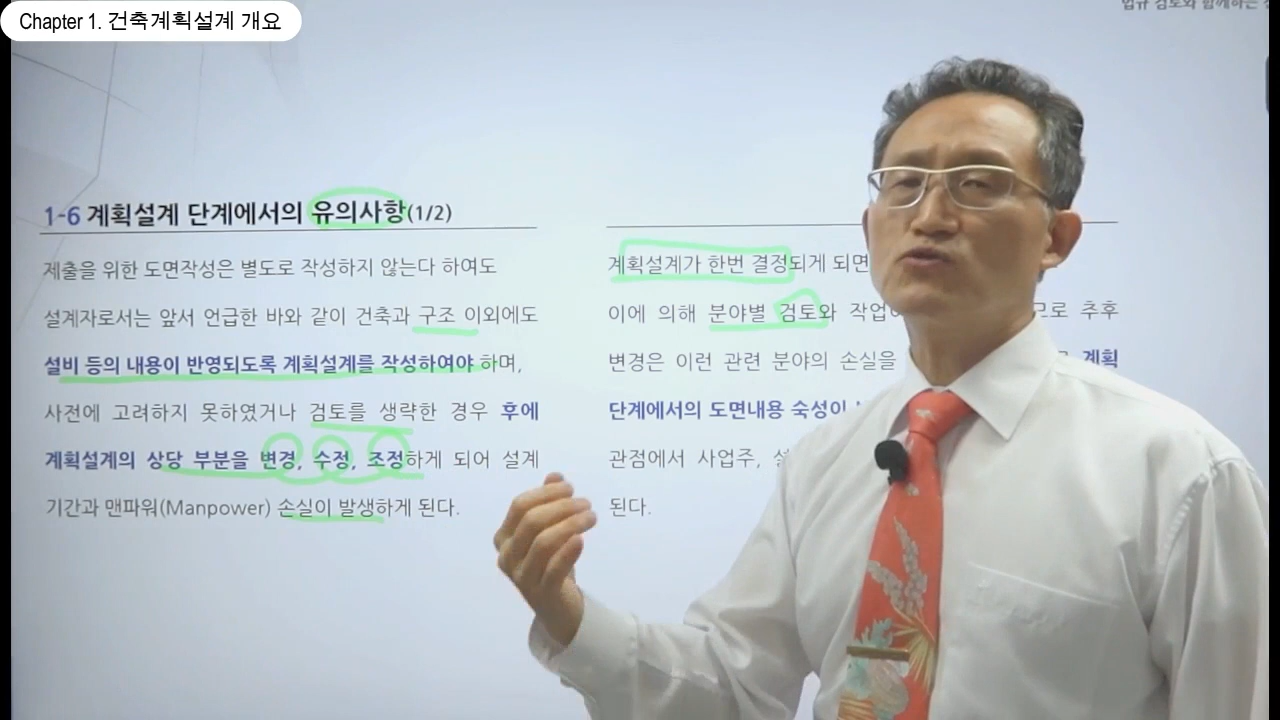 Chapter 1. 건축계획설계 개요
법규 검토와 함께하는
1-6 계획설계 단계에서의 유의사항(1/2)
제출을 위한 도면작성은 별도로 작성하지 않는다 하여도
설계자로서는 앞서 언급한 바와 같이 건축과 구조 이외에도
설비 등의 내용이 반영되도록 계획설계를 작성하여야 하며,
사전에 고려하지 못하였거나 검토를 생략한 경우 후에
계획설계의 상당 부분을 변경, 수정, 조정하게 되어 설계
기간과 맨파워(Manpower) 손실이 발생하게 된다.
계획설계가 한번 결정되게 되면
이에 의해 분야별 검토와 추후
변경은 이런 관련 분야의 손실을 계획
단계에서의 도면내용 숙성이
관점에서 사업주,
된다.